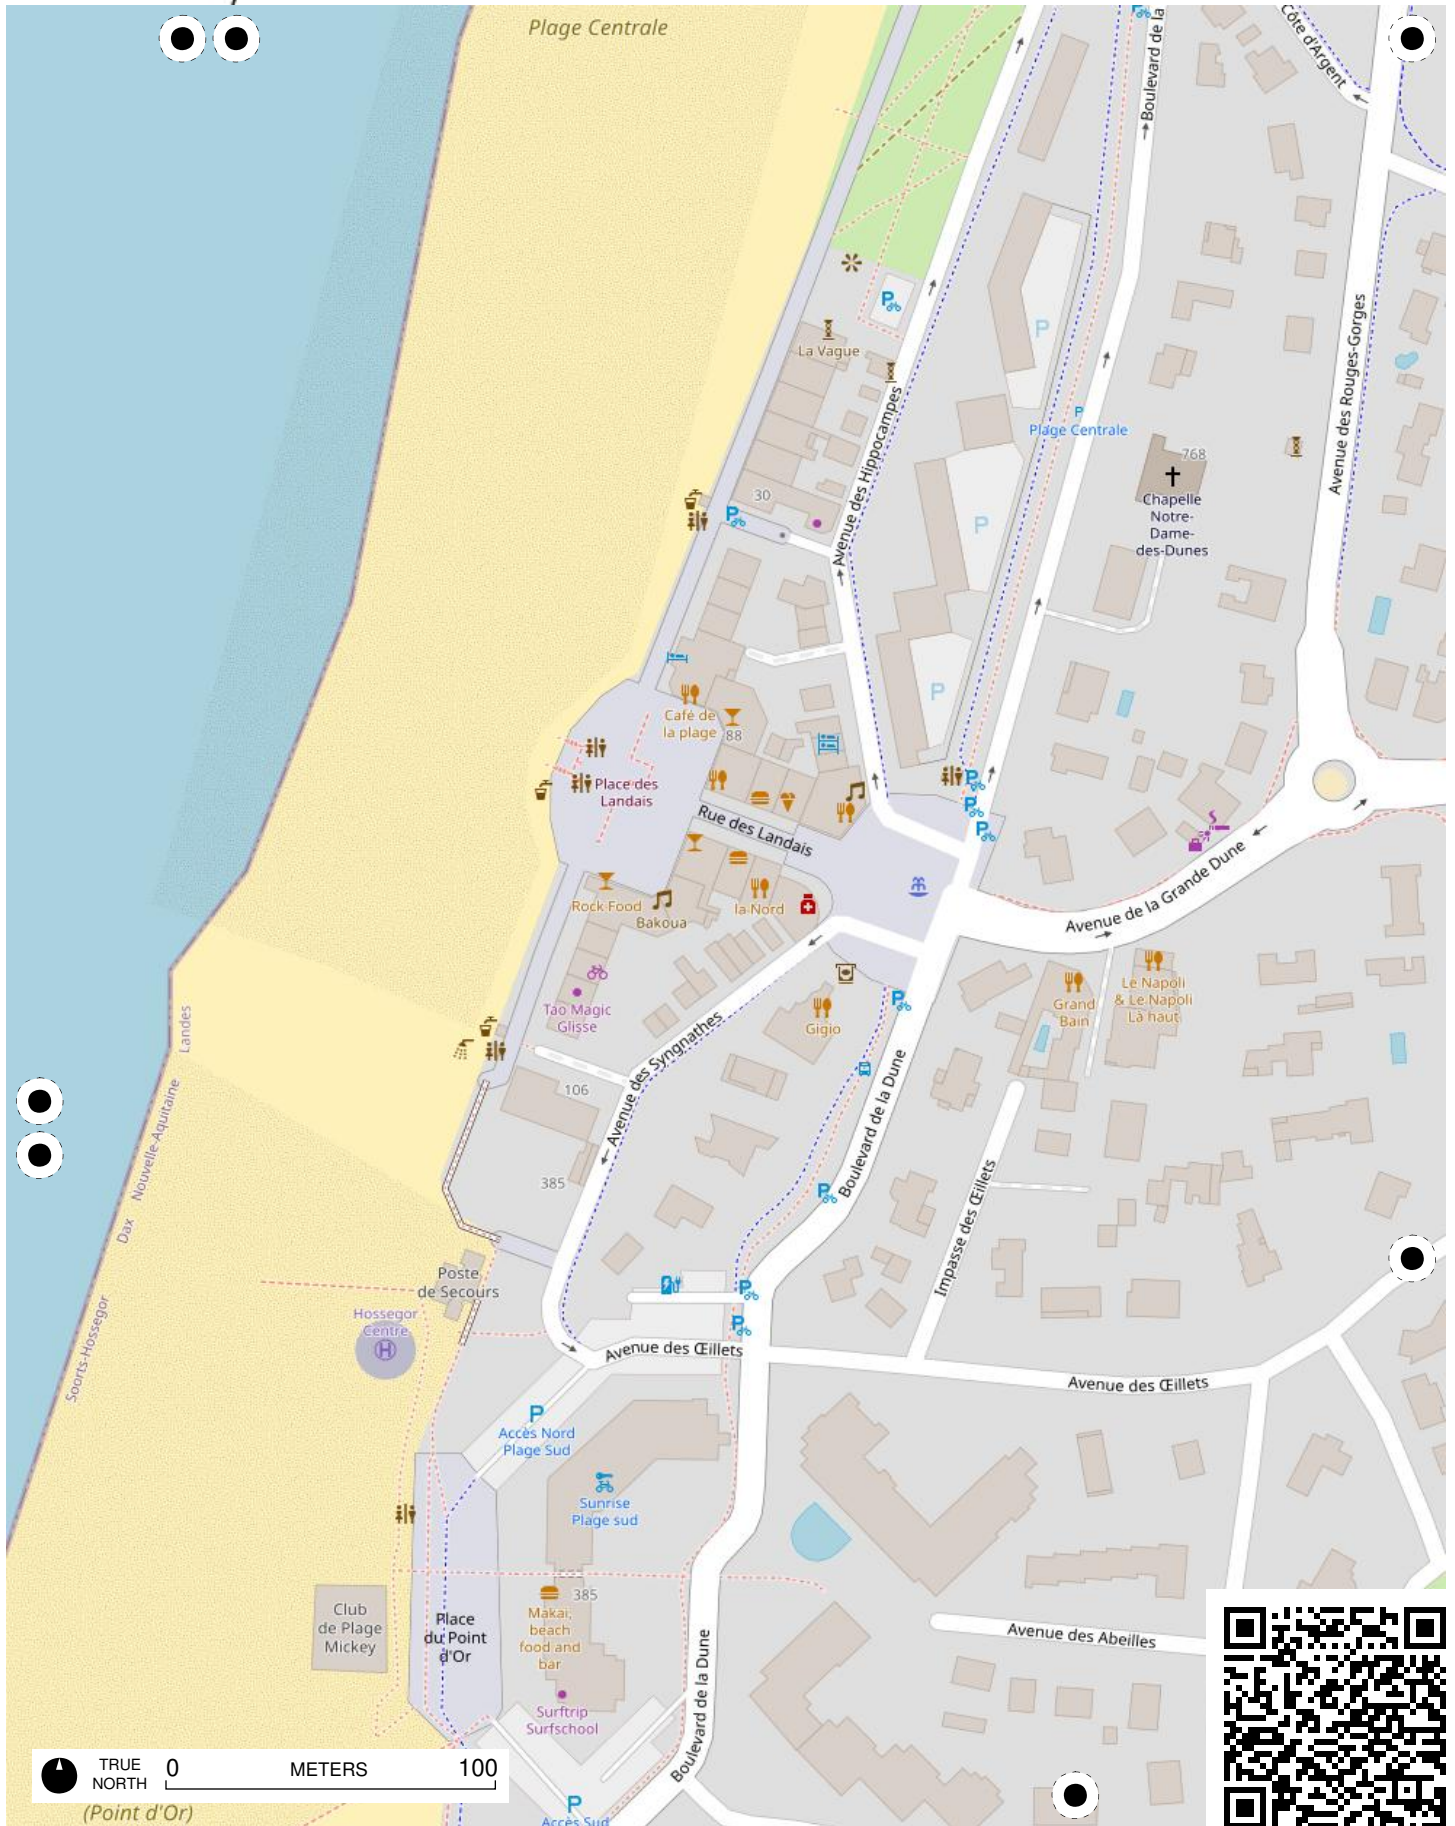 Plage Centrale
Côte d'Argent
Boulevard de la
La Vague
Avenue des Hippocampes
P
P
Plage Centrale
Avenue des Rouges-Gorges
768
Chapelle
Notre-
Dame-
des-Dunes
30
P
P
Café de
la plage
88
Place des
Landais
Rue des Landais
Rock Food
Bakoua
la Nord
Avenue de la Grande Dune
Le Napoli
& Le Napoli
Là haut
Grand
Bain
Gigio
Tao Magic
Glisse
Landes
Nouvelle-Aquitaine
Dax
Soorts-Hossegor
106
Avenue des Syngnathes
Boulevard de la Dune
385
Impasse des Œillets
Poste
de Secours
Hossegor
Centre
H
Avenue des Œillets
Avenue des Œillets
P
Accès Nord
Plage Sud
Sunrise
Plage sud
385
Makai,
beach
food and
bar
Club
de Plage
Mickey
Place
du Point
d'Or
Avenue des Abeilles
Boulevard de la Dune
Surftrip
Surfschool
TRUE
NORTH
0 METERS 100
(Point d'Or)
P
Accès Sud